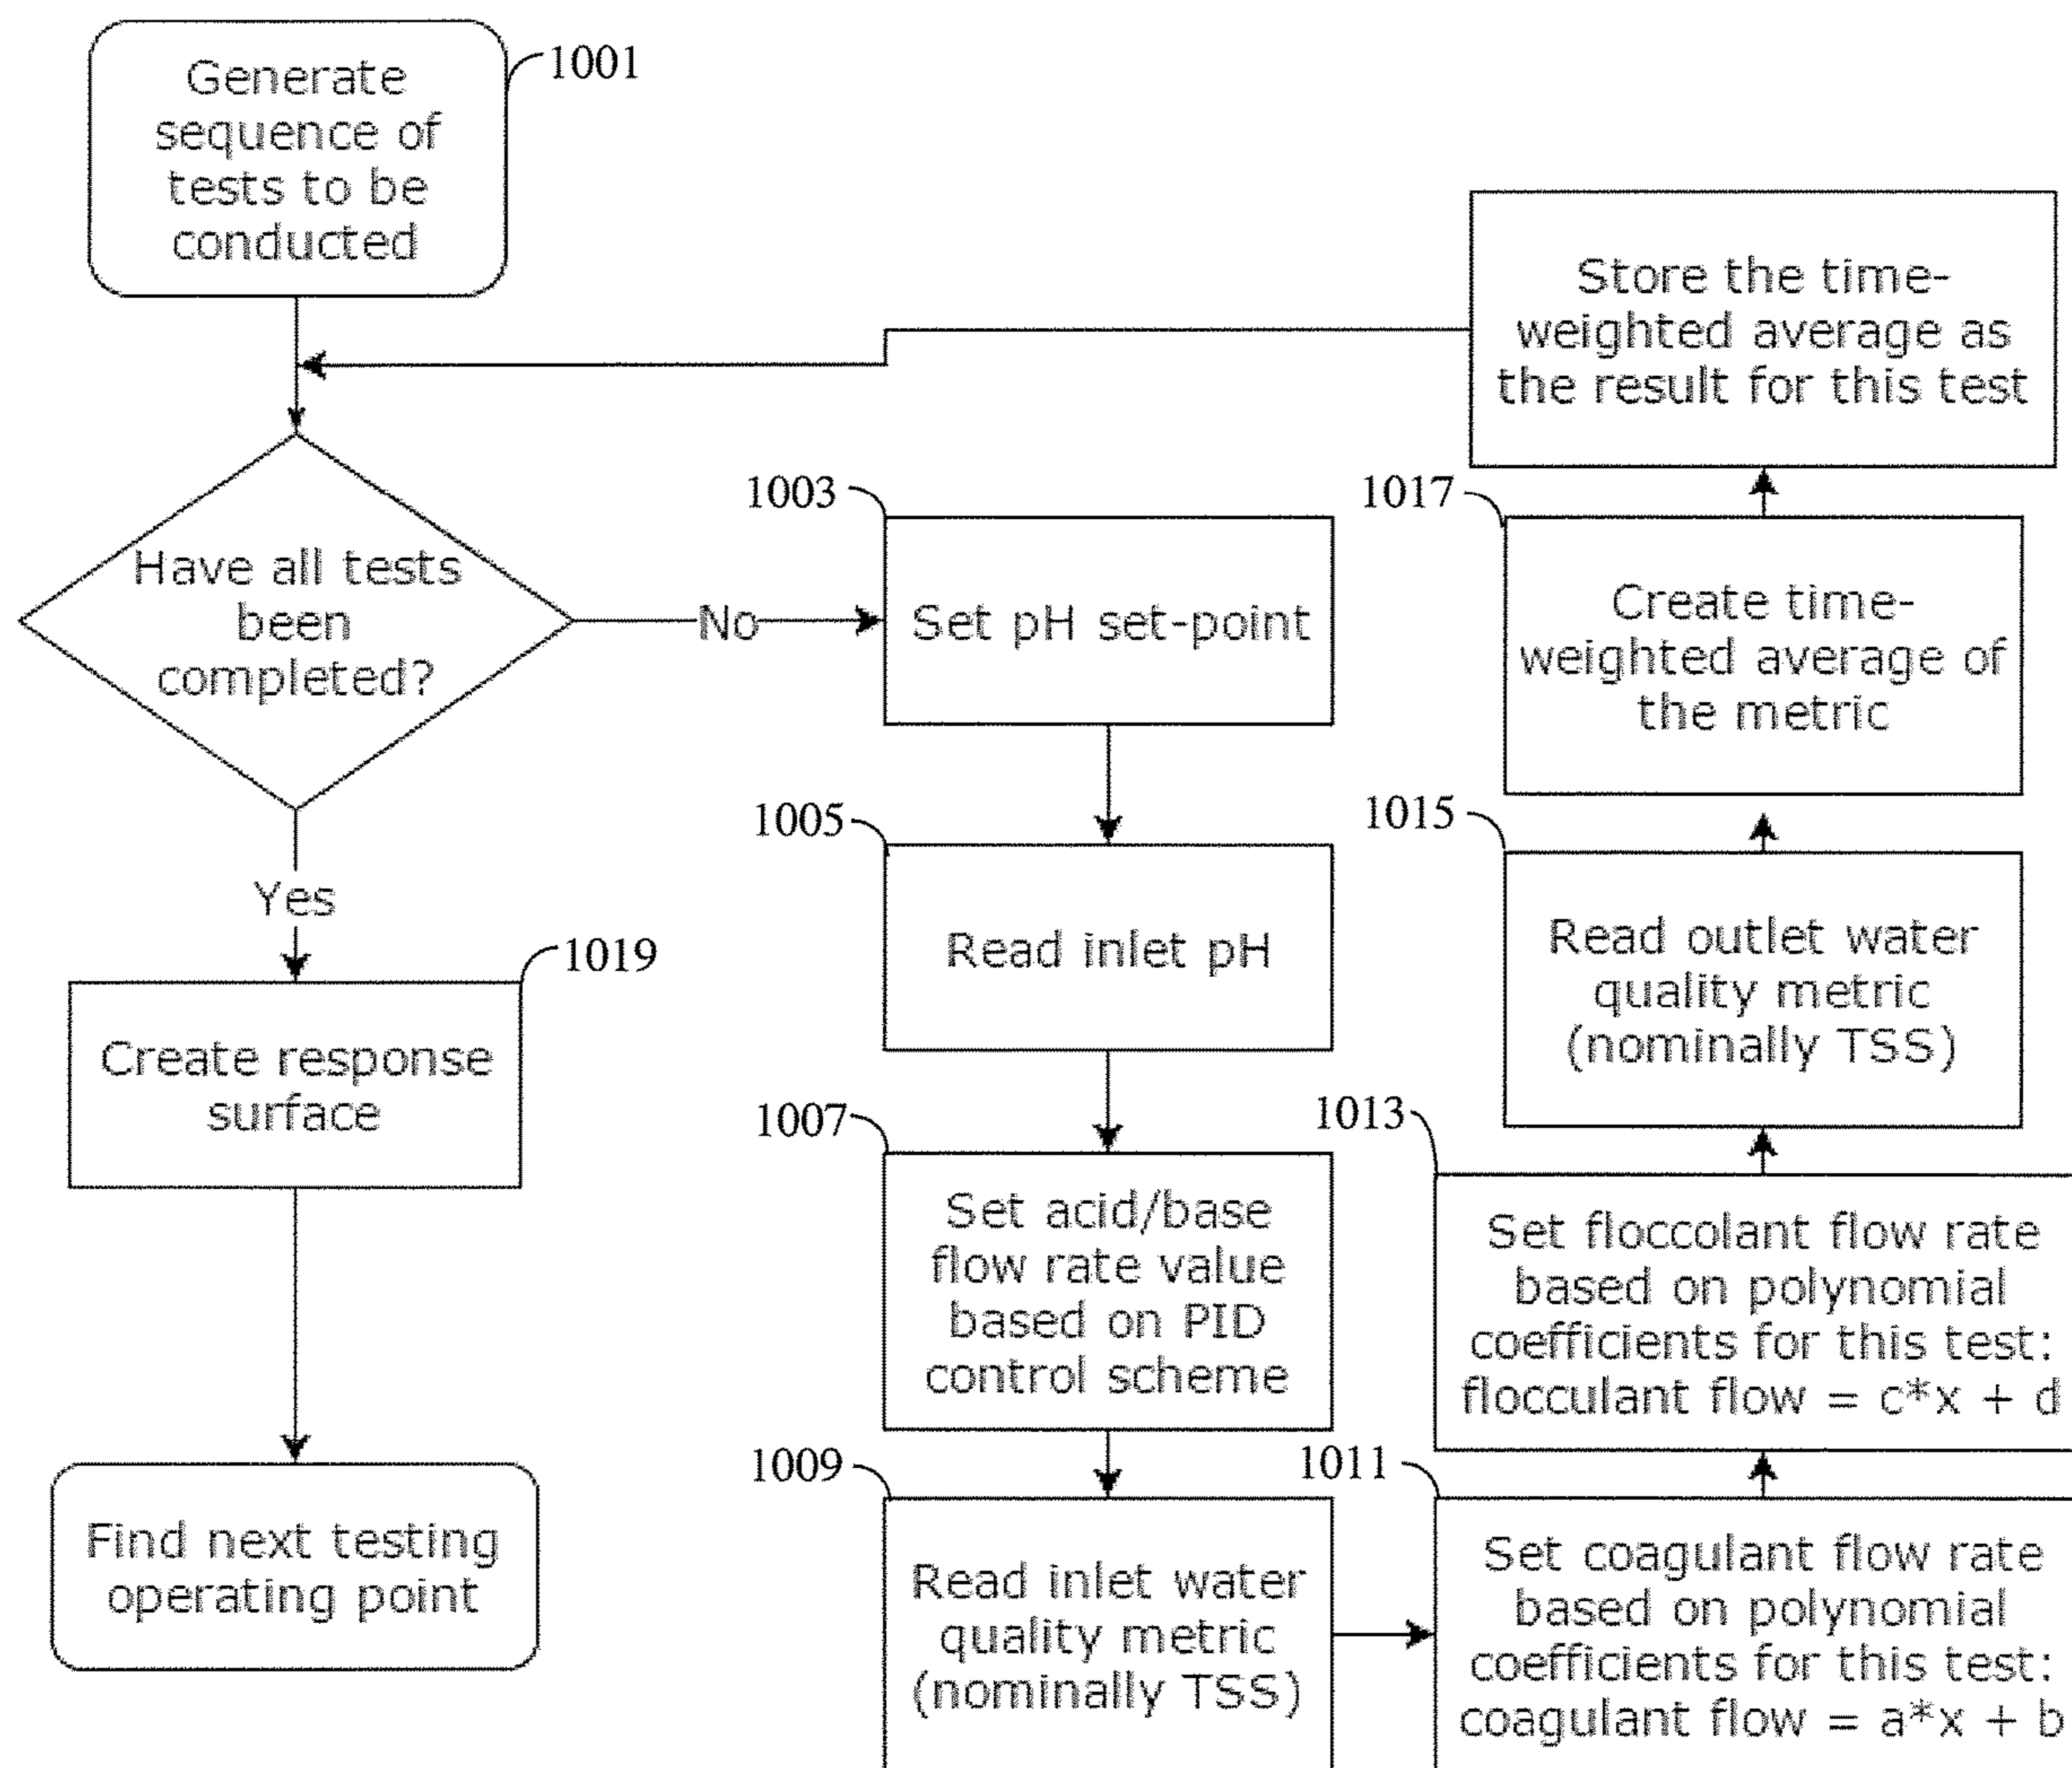 Generate
sequence of
tests to be
conducted
1001
Have all tests
been
completed?
No
Yes
1019
Create response
surface
Find next testing
operating point
1003
Set pH set-point
1005
Read inlet pH
1007
Set acid/base
flow rate value
based on PID
control scheme
1009
Read inlet water
quality metric
(nominally TSS)
1011
Set coagulant flow rate
based on polynomial
coefficients for this test:
coagulant flow = a*x + b
1013
Set floccolant flow rate
based on polynomial
coefficients for this test:
flocculant flow = c*x + d
1015
Read outlet water
quality metric
(nominally TSS)
1017
Create time-
weighted average of
the metric
Store the time-
weighted average as
the result for this test